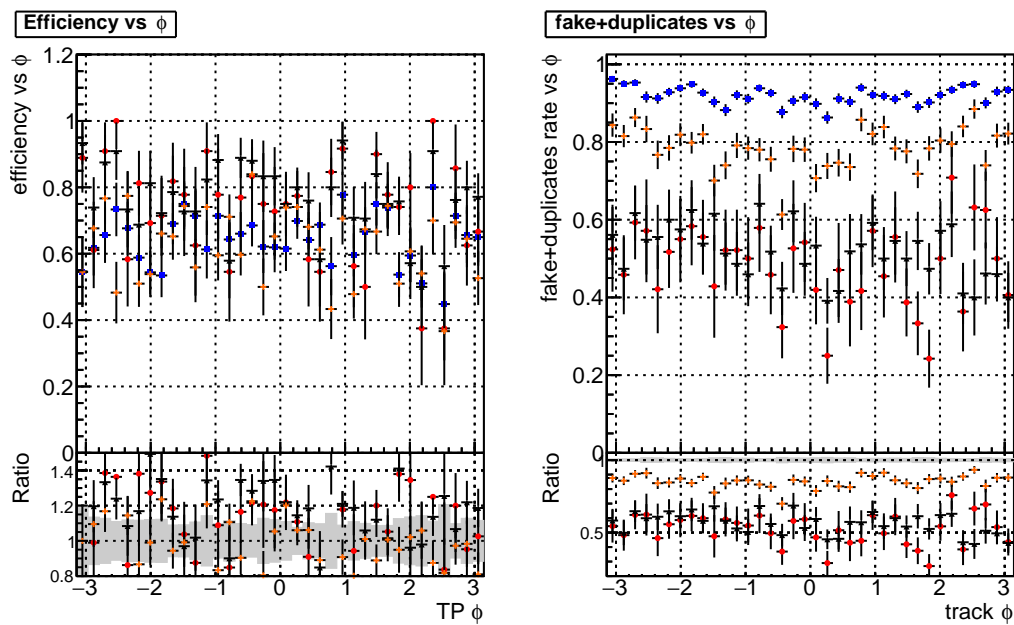 Efficiency vs ϕ
efficiency vs ϕ
1.2
1
0.8
0.6
0.4
0.2
0
Ratio
1.4
1.2
1
0.8
−3 −2 −1 0 1 2 3
TP ϕ
fake+duplicates vs ϕ
fake+duplicates rate vs ϕ
1
0.8
0.6
0.4
0.2
0
Ratio
1
0.5
−3 −2 −1 0 1 2 3
track ϕ